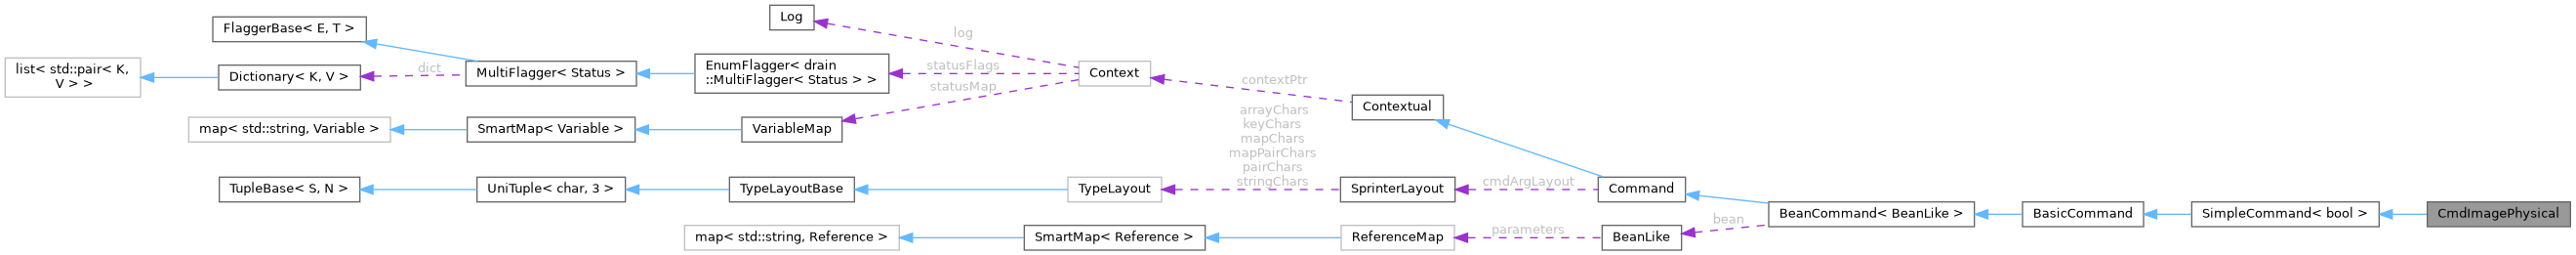 Log
FlaggerBase< E, T >
log
list< std::pair< K,
V > >
Dictionary< K, V >
dict
MultiFlagger< Status >
EnumFlagger< drain
::MultiFlagger< Status > >
statusFlags
statusMap
Context
contextPtr
Contextual
map< std::string, Variable >
SmartMap< Variable >
VariableMap
arrayChars
keyChars
mapChars
mapPairChars
pairChars
stringChars
TupleBase< S, N >
UniTuple< char, 3 >
TypeLayoutBase
TypeLayout
SprinterLayout
cmdArgLayout
Command
map< std::string, Reference >
SmartMap< Reference >
ReferenceMap
parameters
BeanLike
bean
BeanCommand< BeanLike >
BasicCommand
SimpleCommand< bool >
CmdImagePhysical